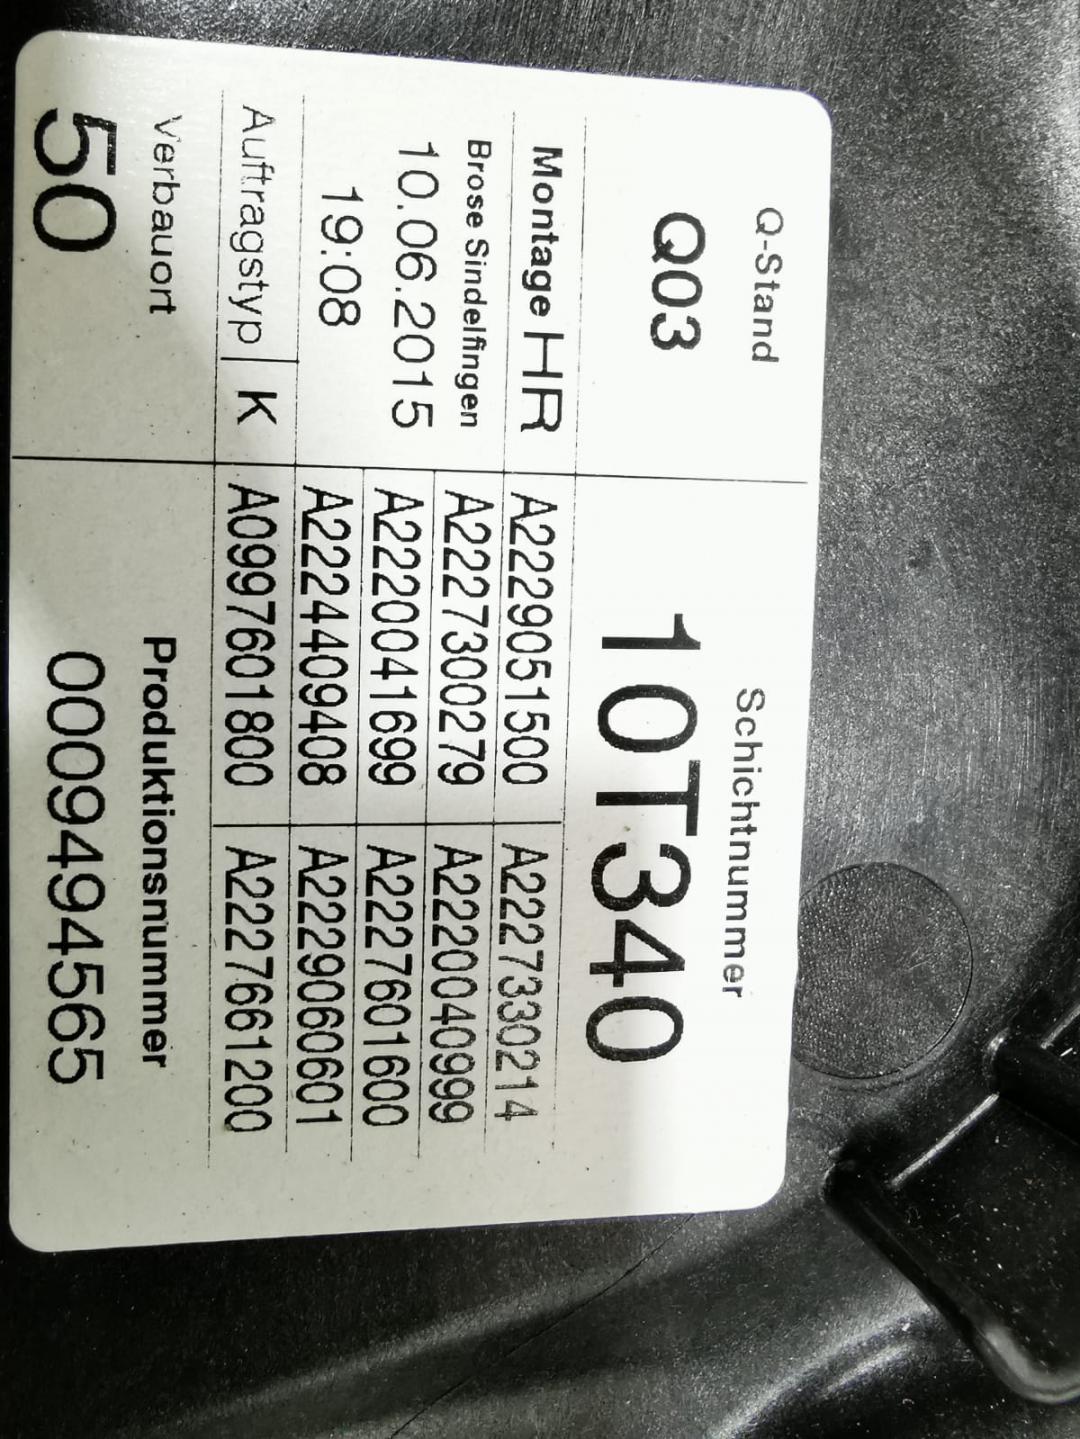 Q-Stand
Q03
Schichtnummer
10T340
Montage HR
Brose Sindelfingen
10.06.2015
19:08
Auftragstyp K
A2229051500 A2227330214
A2227300279 A2220040999
A2220041699 A2227601600
A2224409408 A2229060601
A0997601800 A2227661200
Verbauort
50
Produktionsnummer
0009494565